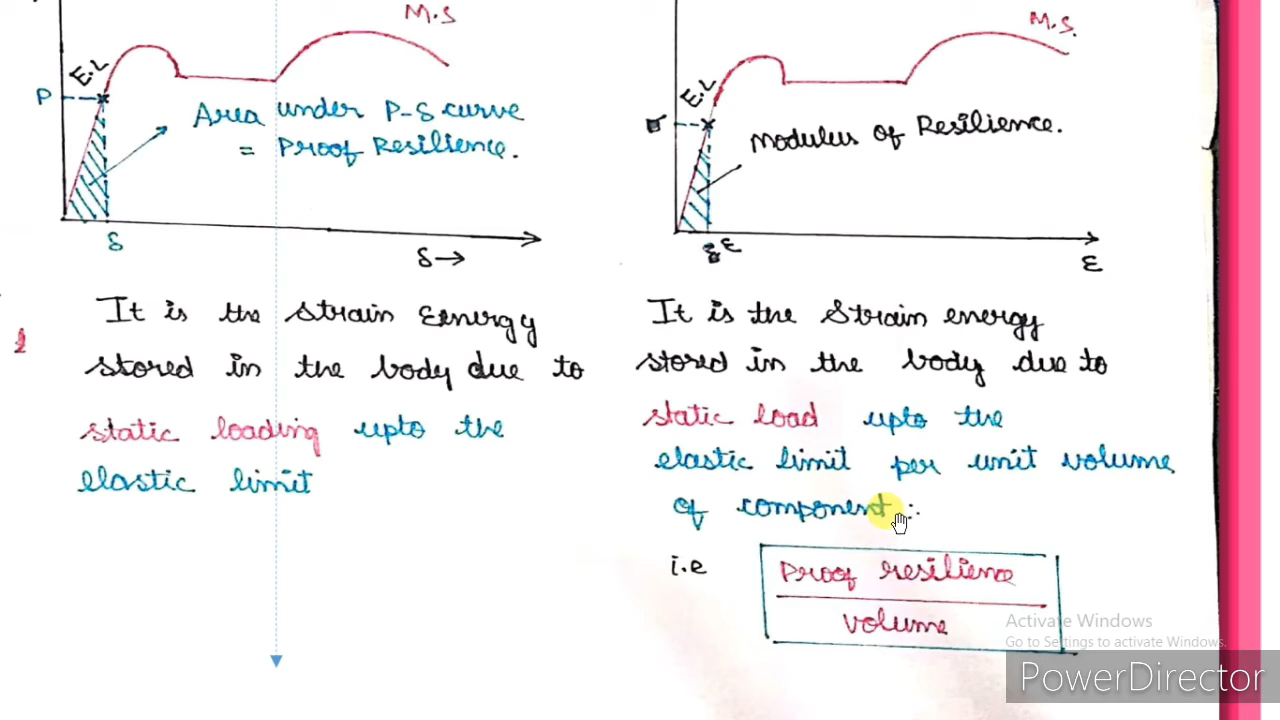 M.S
E.L
P
Area under P-δ curve
= Proof Resilience.
δ
δ→
It is the strain Eenergy
stored in the body due to
static loading upto the
elastic limit
M.S.
E.L
σ
Modulus of Resilience.
ε
ε
It is the strain energy
stored in the body due to
static load upto the
elastic limit per unit volume
of component:.
i.e
Proof resilience
volume
Activate Windows
Go to Settings to activate Windows.
PowerDirector